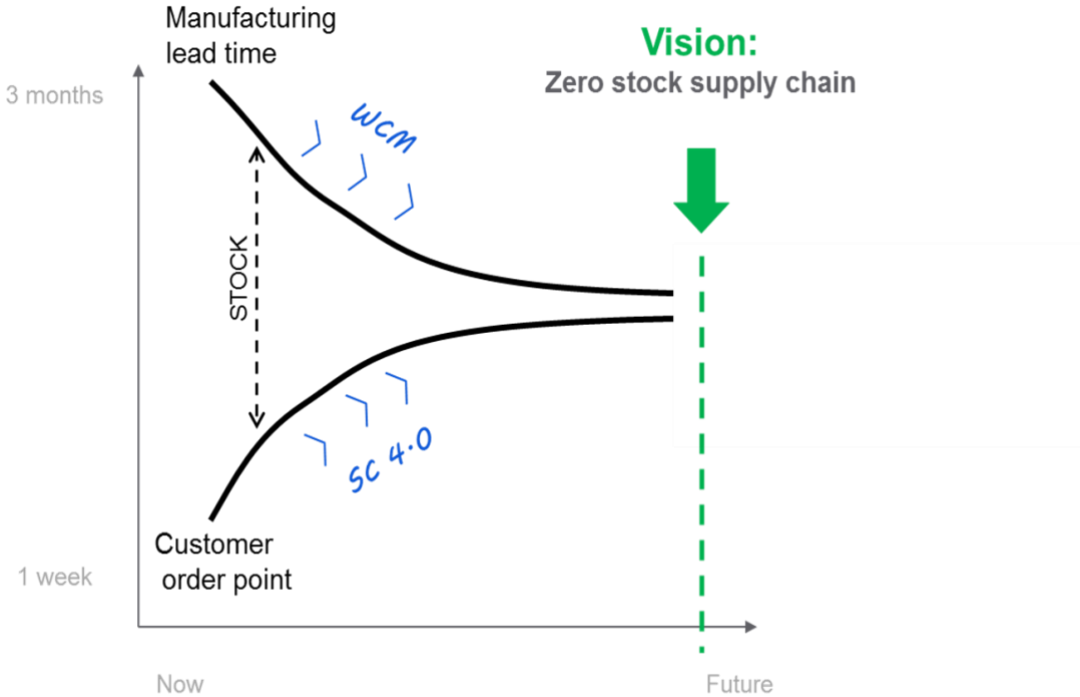 Manufacturing
lead time
Vision:
Zero stock supply chain
3 months
WCM
STOCK
SC 4.0
Customer
order point
1 week
Now
Future